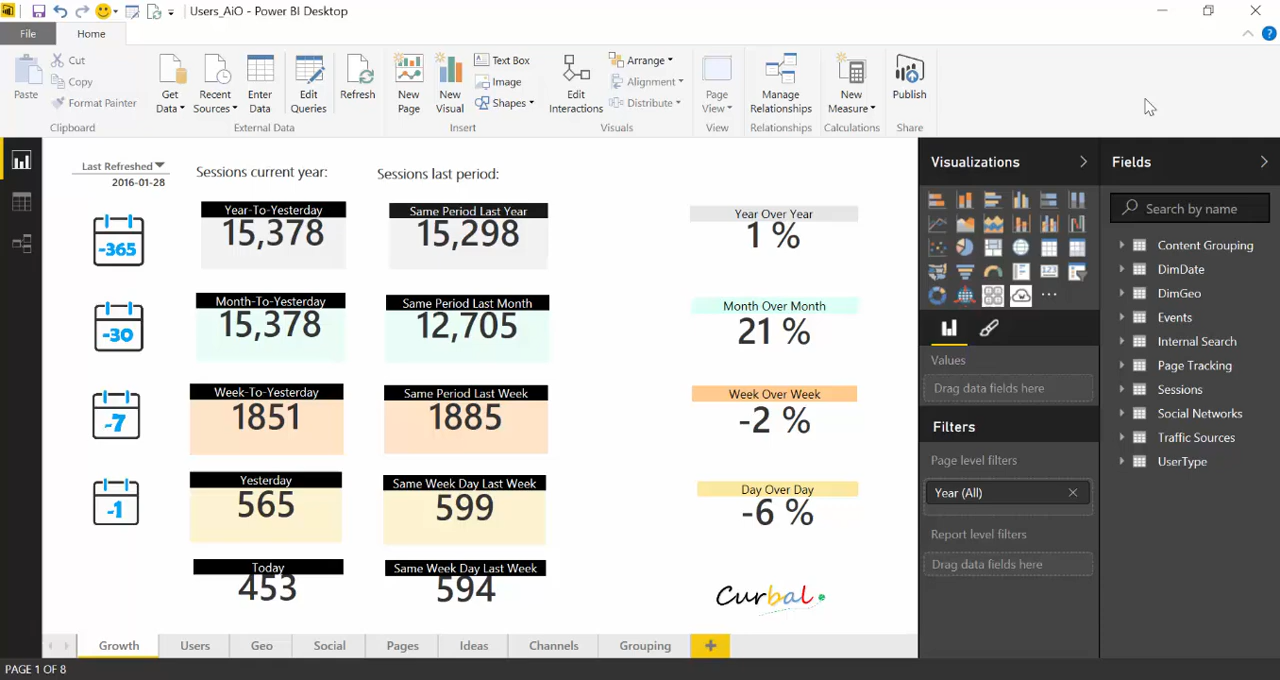 Users_AiO - Power BI Desktop
File
Home
Paste
Cut
Copy
Format Painter
Clipboard
Get Data
Recent Sources
Enter Data
Edit Queries
External Data
Refresh
New Page
New Visual
Text Box
Image
Shapes
Insert
Edit Interactions
Arrange
Alignment
Distribute
Visuals
Page View
View
Manage Relationships
Relationships
New Measure
Calculations
Publish
Share
Last Refreshed
2016-01-28
Sessions current year:
Sessions last period:
-365
Year-To-Yesterday
15,378
Same Period Last Year
15,298
Year Over Year
1 %
-30
Month-To-Yesterday
15,378
Same Period Last Month
12,705
Month Over Month
21 %
-7
Week-To-Yesterday
1851
Same Period Last Week
1885
Week Over Week
-2 %
-1
Yesterday
565
Same Week Day Last Week
599
Day Over Day
-6 %
Today
453
Same Week Day Last Week
594
Curbal
Visualizations
Values
Drag data fields here
Filters
Page level filters
Year (All)
Report level filters
Drag data fields here
Fields
Search by name
Content Grouping
DimDate
DimGeo
Events
Internal Search
Page Tracking
Sessions
Social Networks
Traffic Sources
UserType
Growth
Users
Geo
Social
Pages
Ideas
Channels
Grouping
PAGE 1 OF 8